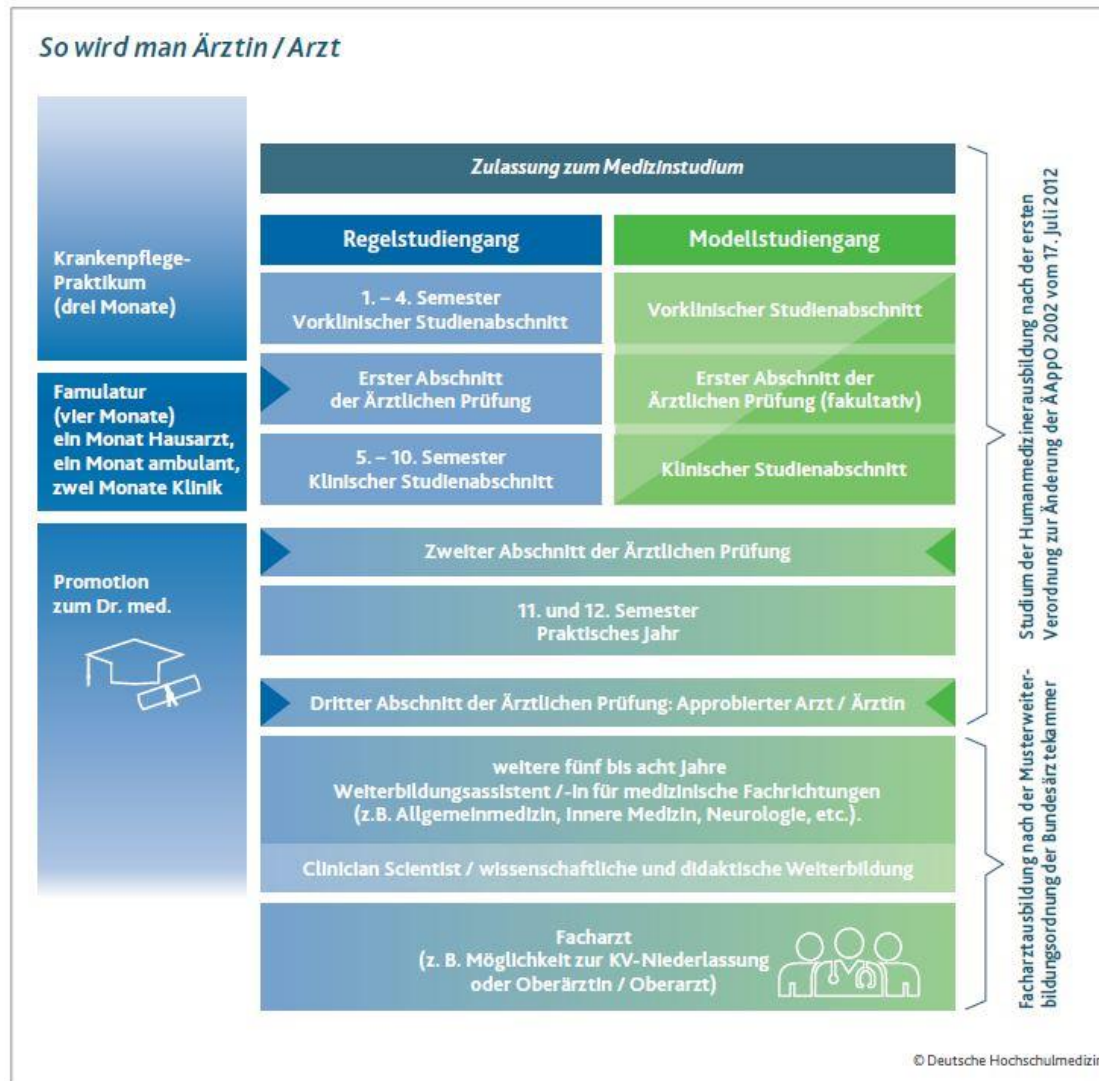 So wird man Ärztin / Arzt
Krankenpflege-
Praktikum
(drei Monate)
Famulatur
(vier Monate)
ein Monat Hausarzt,
ein Monat ambulant,
zwei Monate Klinik
Promotion
zum Dr. med.
Zulassung zum Medizinstudium
Regelstudiengang
Modellstudiengang
1. – 4. Semester
Vorklinischer Studienabschnitt
Vorklinischer Studienabschnitt
Erster Abschnitt
der Ärztlichen Prüfung
Erster Abschnitt der
Ärztlichen Prüfung (fakultativ)
5. – 10. Semester
Klinischer Studienabschnitt
Klinischer Studienabschnitt
Zweiter Abschnitt der Ärztlichen Prüfung
11. und 12. Semester
Praktisches Jahr
Dritter Abschnitt der Ärztlichen Prüfung: Approbierter Arzt / Ärztin
weitere fünf bis acht Jahre
Weiterbildungsassistent /-in für medizinische Fachrichtungen
(z.B. Allgemeinmedizin, Innere Medizin, Neurologie, etc.).
Clinician Scientist / wissenschaftliche und didaktische Weiterbildung
Facharzt
(z. B. Möglichkeit zur KV-Niederlassung
oder Oberärztin / Oberarzt)
Studium der Humanmedizinerausbildung nach der ersten
Verordnung zur Änderung der ÄAppO 2002 vom 17. Juli 2012
Facharztausbildung nach der Musterweiter-
bildungsordnung der Bundesärztekammer
© Deutsche Hochschulmedizin